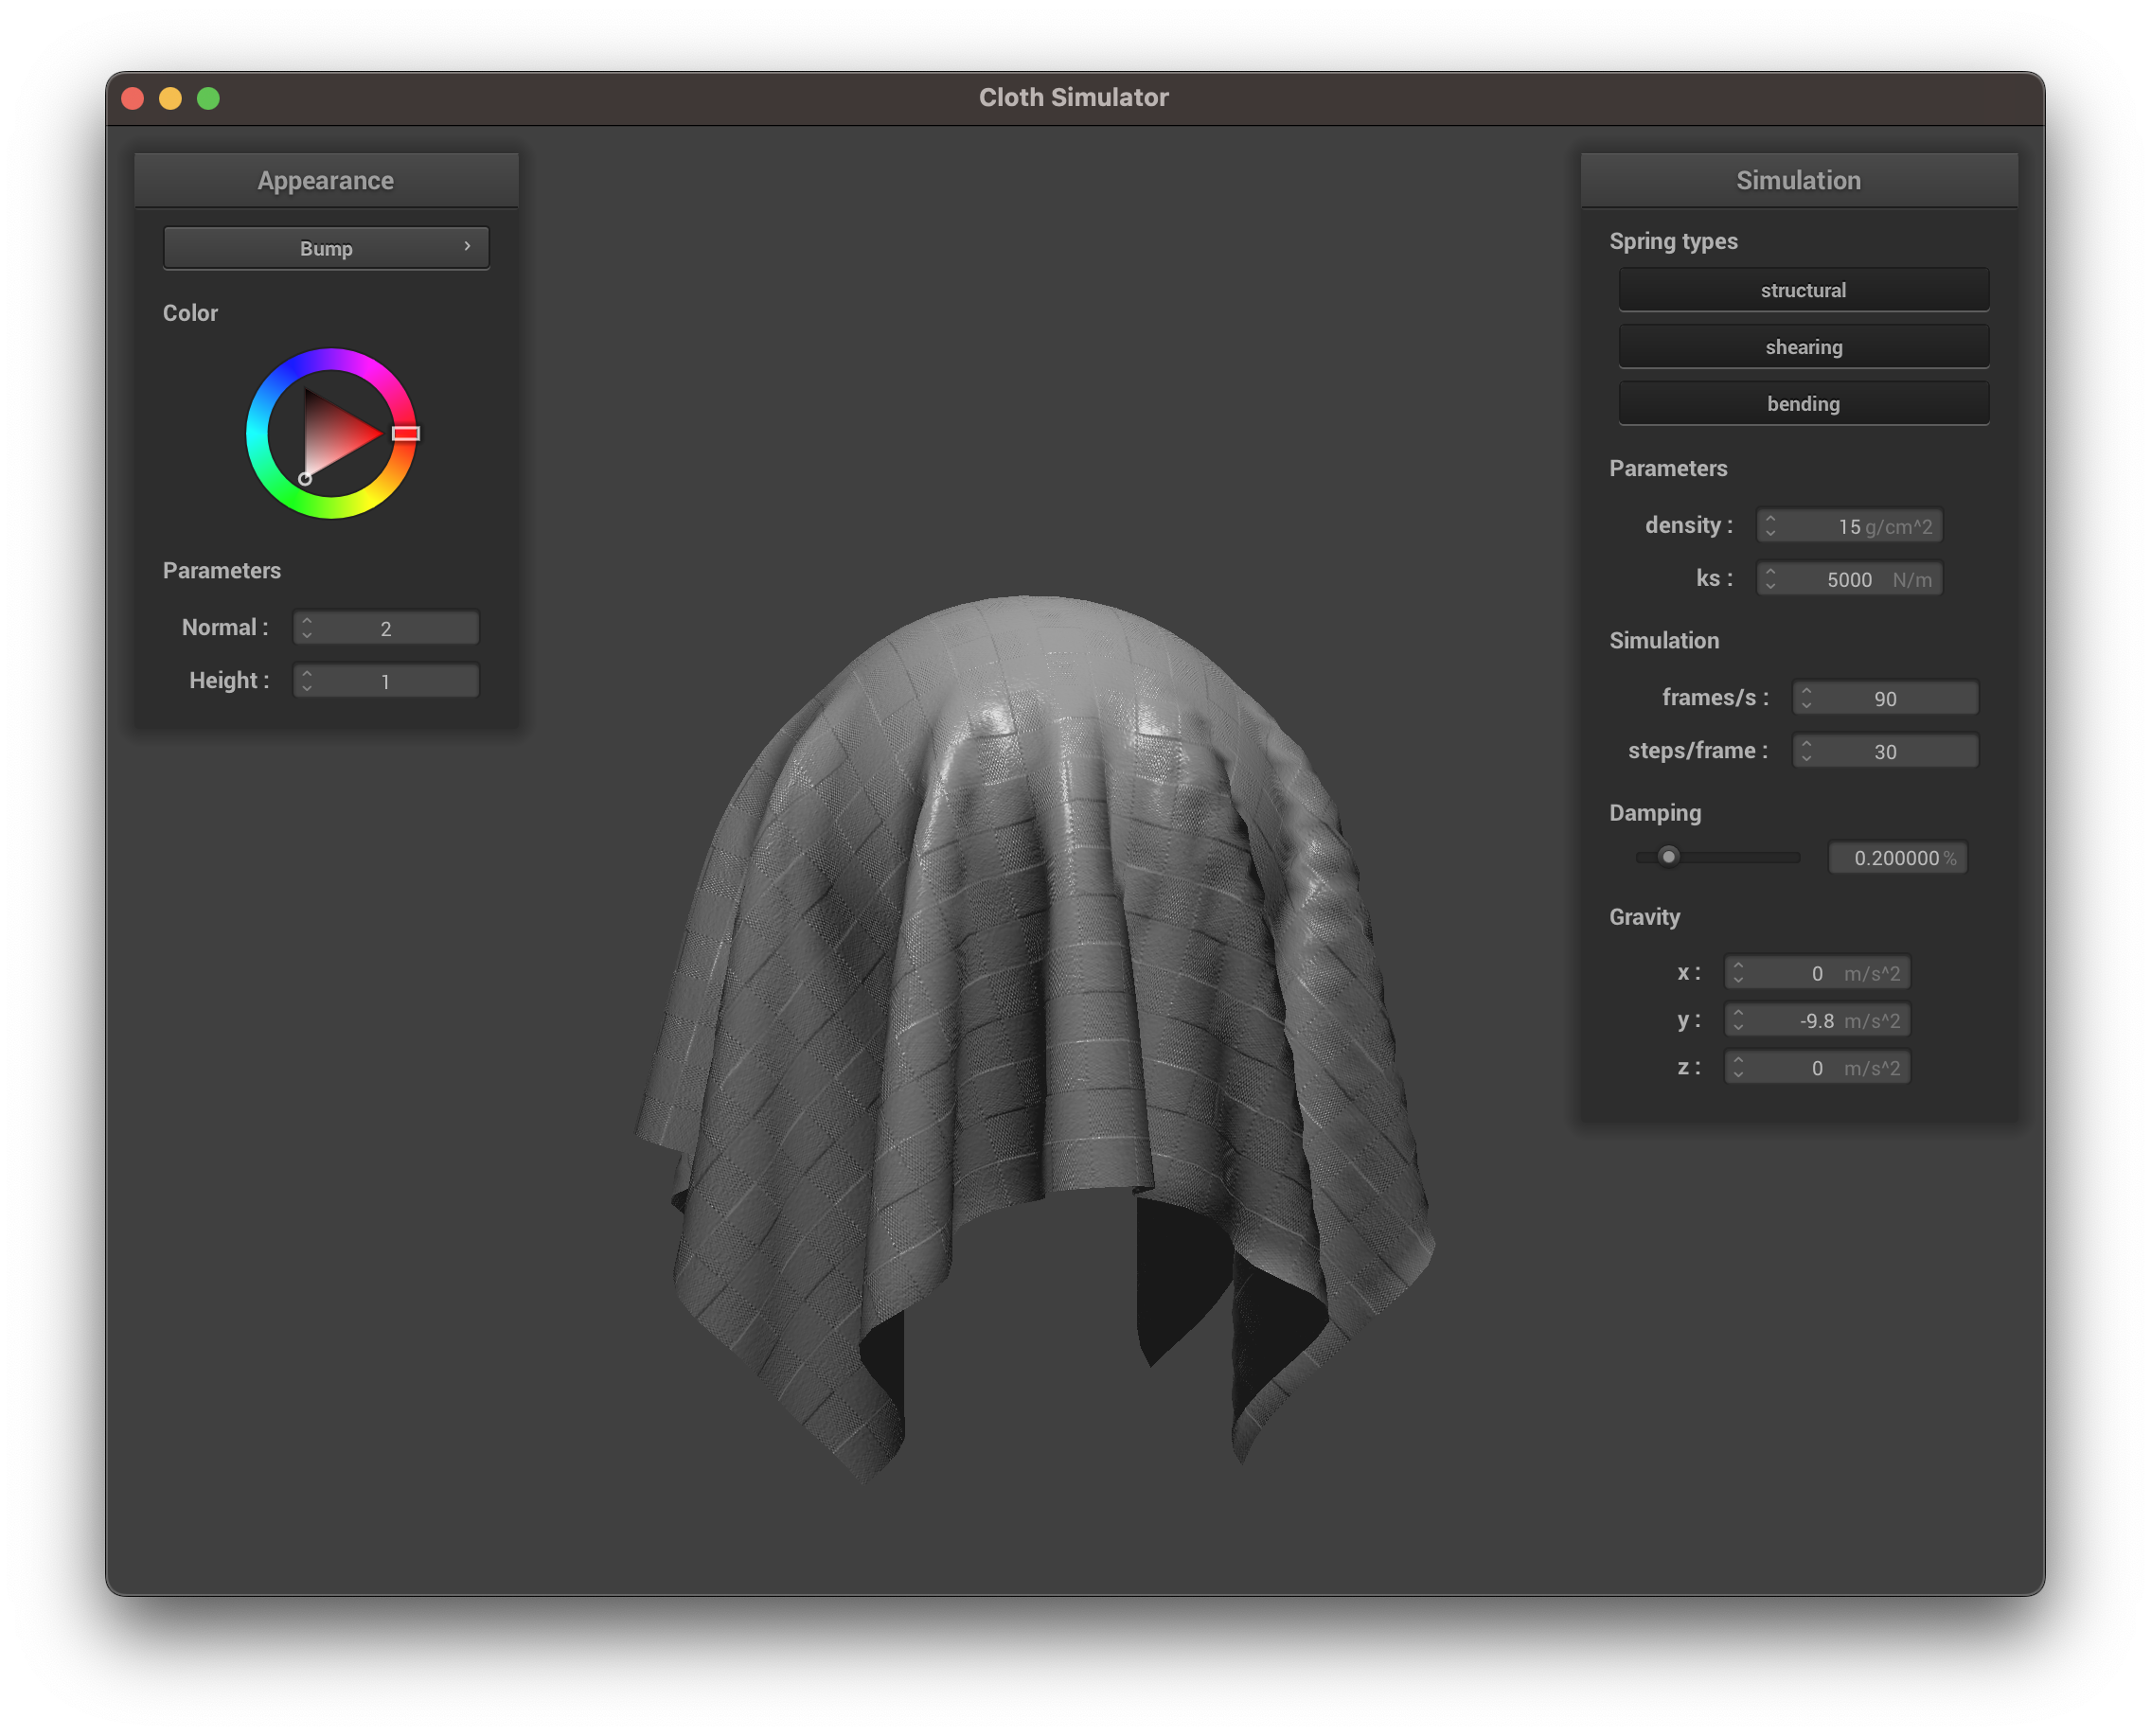 Cloth Simulator
Appearance
Bump
Color
Parameters
Normal : 2
Height : 1
Simulation
Spring types
structural
shearing
bending
Parameters
density : 15 g/cm^2
ks : 5000 N/m
Simulation
frames/s : 90
steps/frame : 30
Damping
0.200000 %
Gravity
x : 0 m/s^2
y : -9.8 m/s^2
z : 0 m/s^2